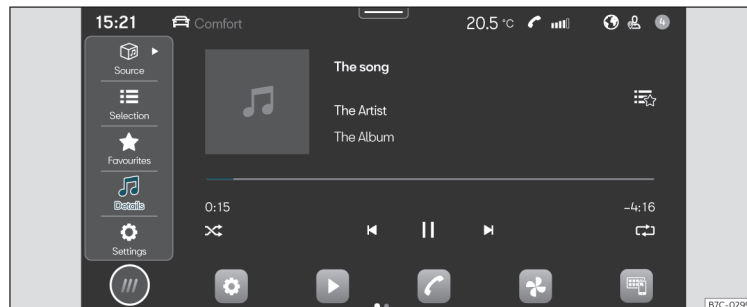 15:21 Comfort 20.5 °C 4
Source
Selection
Favourites
Details
Settings
The song
The Artist
The Album
0:15 -4:16
B7C-0299